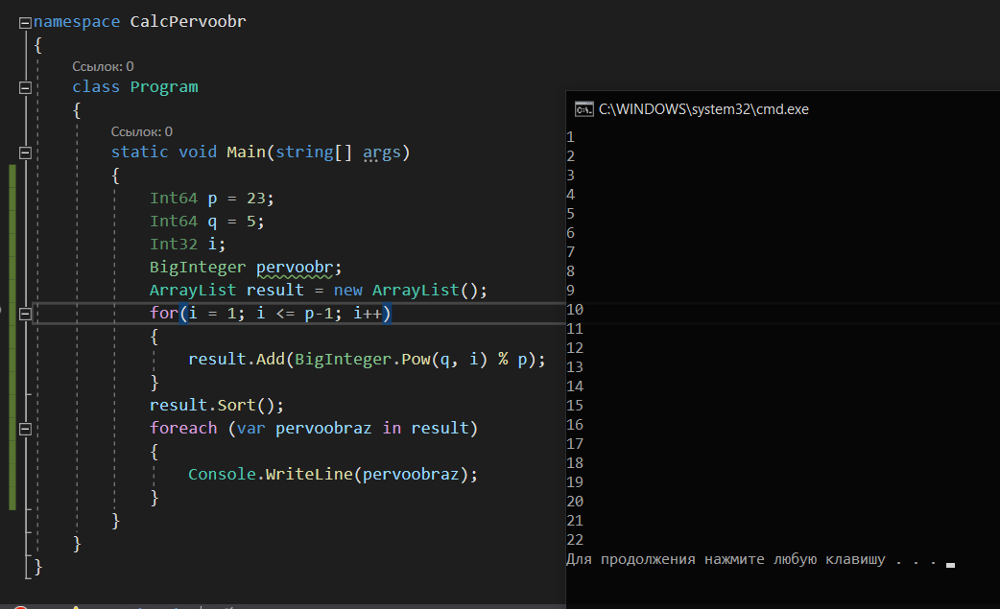 namespace CalcPervoobr
{
Ссылок: 0
class Program
{
Ссылок: 0
static void Main(string[] args)
{
Int64 p = 23;
Int64 q = 5;
Int32 i;
BigInteger pervoobr;
ArrayList result = new ArrayList();
for(i = 1; i <= p-1; i++)
{
result.Add(BigInteger.Pow(q, i) % p);
}
result.Sort();
foreach (var pervoobraz in result)
{
Console.WriteLine(pervoobraz);
}
}
}
}
C:\WINDOWS\system32\cmd.exe
1
2
3
4
5
6
7
8
9
10
11
12
13
14
15
16
17
18
19
20
21
22
Для продолжения нажмите любую клавишу . . .